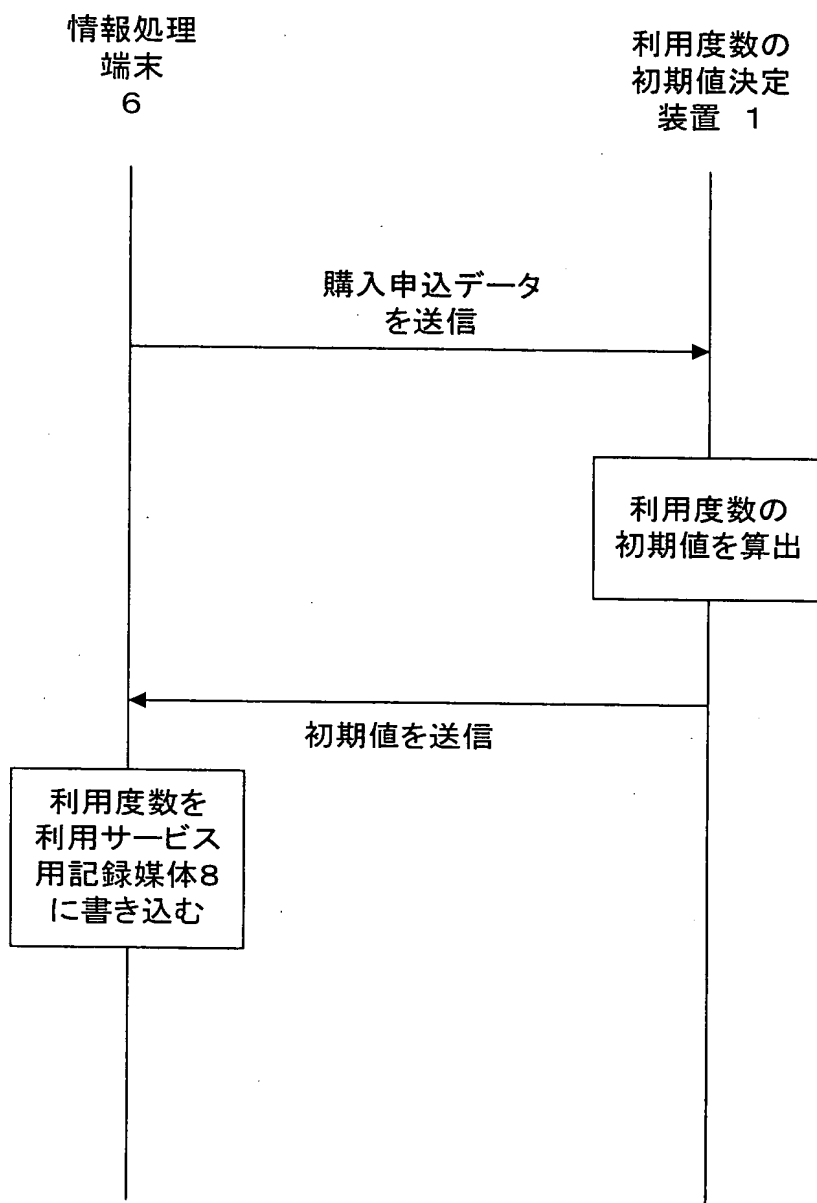 情報処理
端末
6
利用度数の
初期値決定
装置 1
購入申込データ
を送信
利用度数の
初期値を算出
初期値を送信
利用度数を
利用サービス
用記録媒体8
に書き込む